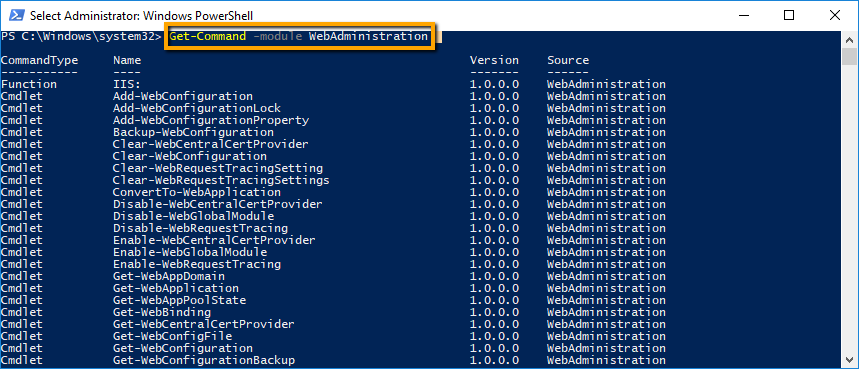 Select Administrator: Windows PowerShell
PS C:\Windows\system32> Get-Command -module WebAdministration
CommandType Name Version Source
----------- ---- ------- ------
Function IIS: 1.0.0.0 WebAdministration
Cmdlet Add-WebConfiguration 1.0.0.0 WebAdministration
Cmdlet Add-WebConfigurationLock 1.0.0.0 WebAdministration
Cmdlet Add-WebConfigurationProperty 1.0.0.0 WebAdministration
Cmdlet Backup-WebConfiguration 1.0.0.0 WebAdministration
Cmdlet Clear-WebCentralCertProvider 1.0.0.0 WebAdministration
Cmdlet Clear-WebConfiguration 1.0.0.0 WebAdministration
Cmdlet Clear-WebRequestTracingSetting 1.0.0.0 WebAdministration
Cmdlet Clear-WebRequestTracingSettings 1.0.0.0 WebAdministration
Cmdlet ConvertTo-WebApplication 1.0.0.0 WebAdministration
Cmdlet Disable-WebCentralCertProvider 1.0.0.0 WebAdministration
Cmdlet Disable-WebGlobalModule 1.0.0.0 WebAdministration
Cmdlet Disable-WebRequestTracing 1.0.0.0 WebAdministration
Cmdlet Enable-WebCentralCertProvider 1.0.0.0 WebAdministration
Cmdlet Enable-WebGlobalModule 1.0.0.0 WebAdministration
Cmdlet Enable-WebRequestTracing 1.0.0.0 WebAdministration
Cmdlet Get-WebAppDomain 1.0.0.0 WebAdministration
Cmdlet Get-WebApplication 1.0.0.0 WebAdministration
Cmdlet Get-WebAppPoolState 1.0.0.0 WebAdministration
Cmdlet Get-WebBinding 1.0.0.0 WebAdministration
Cmdlet Get-WebCentralCertProvider 1.0.0.0 WebAdministration
Cmdlet Get-WebConfigFile 1.0.0.0 WebAdministration
Cmdlet Get-WebConfiguration 1.0.0.0 WebAdministration
Cmdlet Get-WebConfigurationBackup 1.0.0.0 WebAdministration